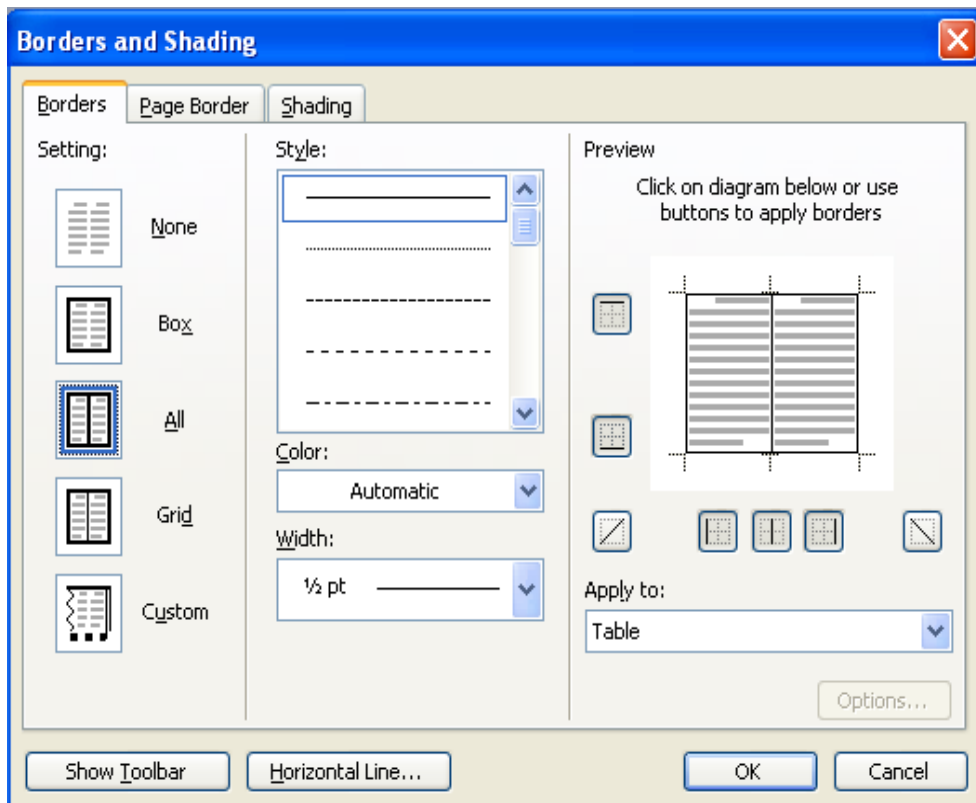 Borders and Shading
Borders
Page Border
Shading
Setting:
None
Box
All
Grid
Custom
Style:
Color:
Automatic
Width:
½ pt
Preview
Click on diagram below or use
buttons to apply borders
Apply to:
Table
Options...
Show Toolbar
Horizontal Line...
OK
Cancel